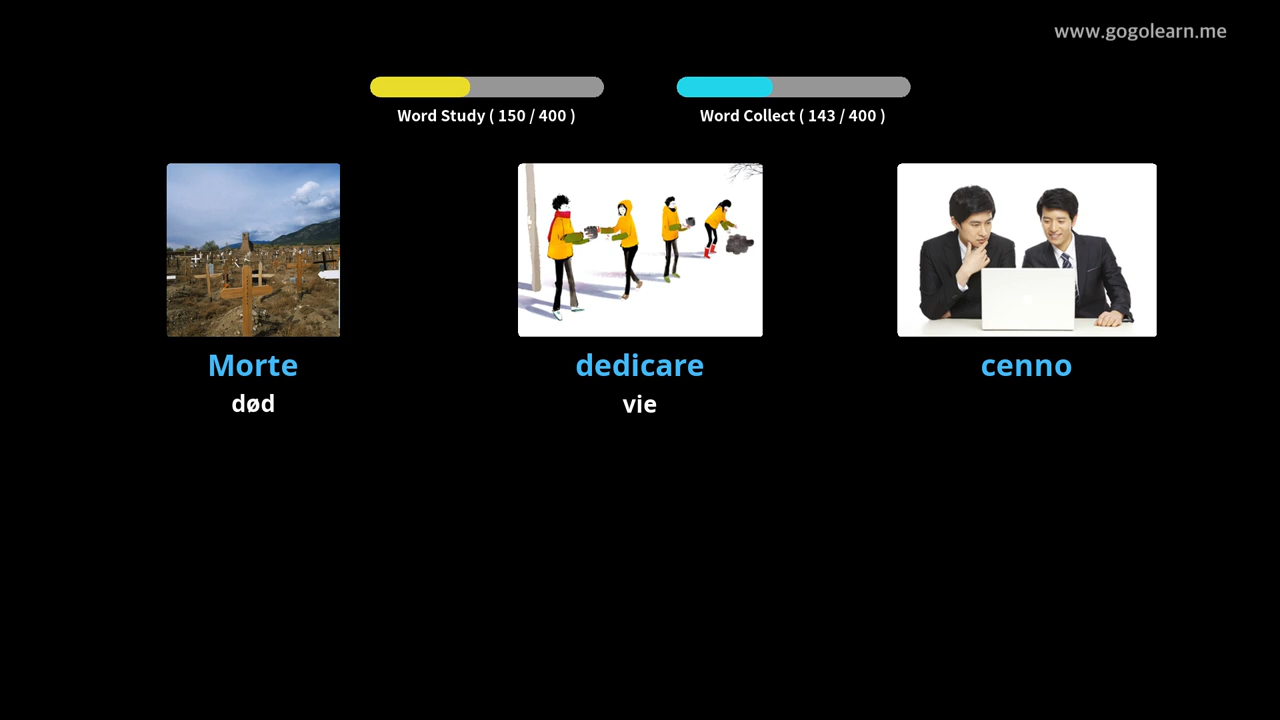 www.gogolearn.me
Word Study ( 150 / 400 )
Word Collect ( 143 / 400 )
Morte
dedicare
cenno
død
vie